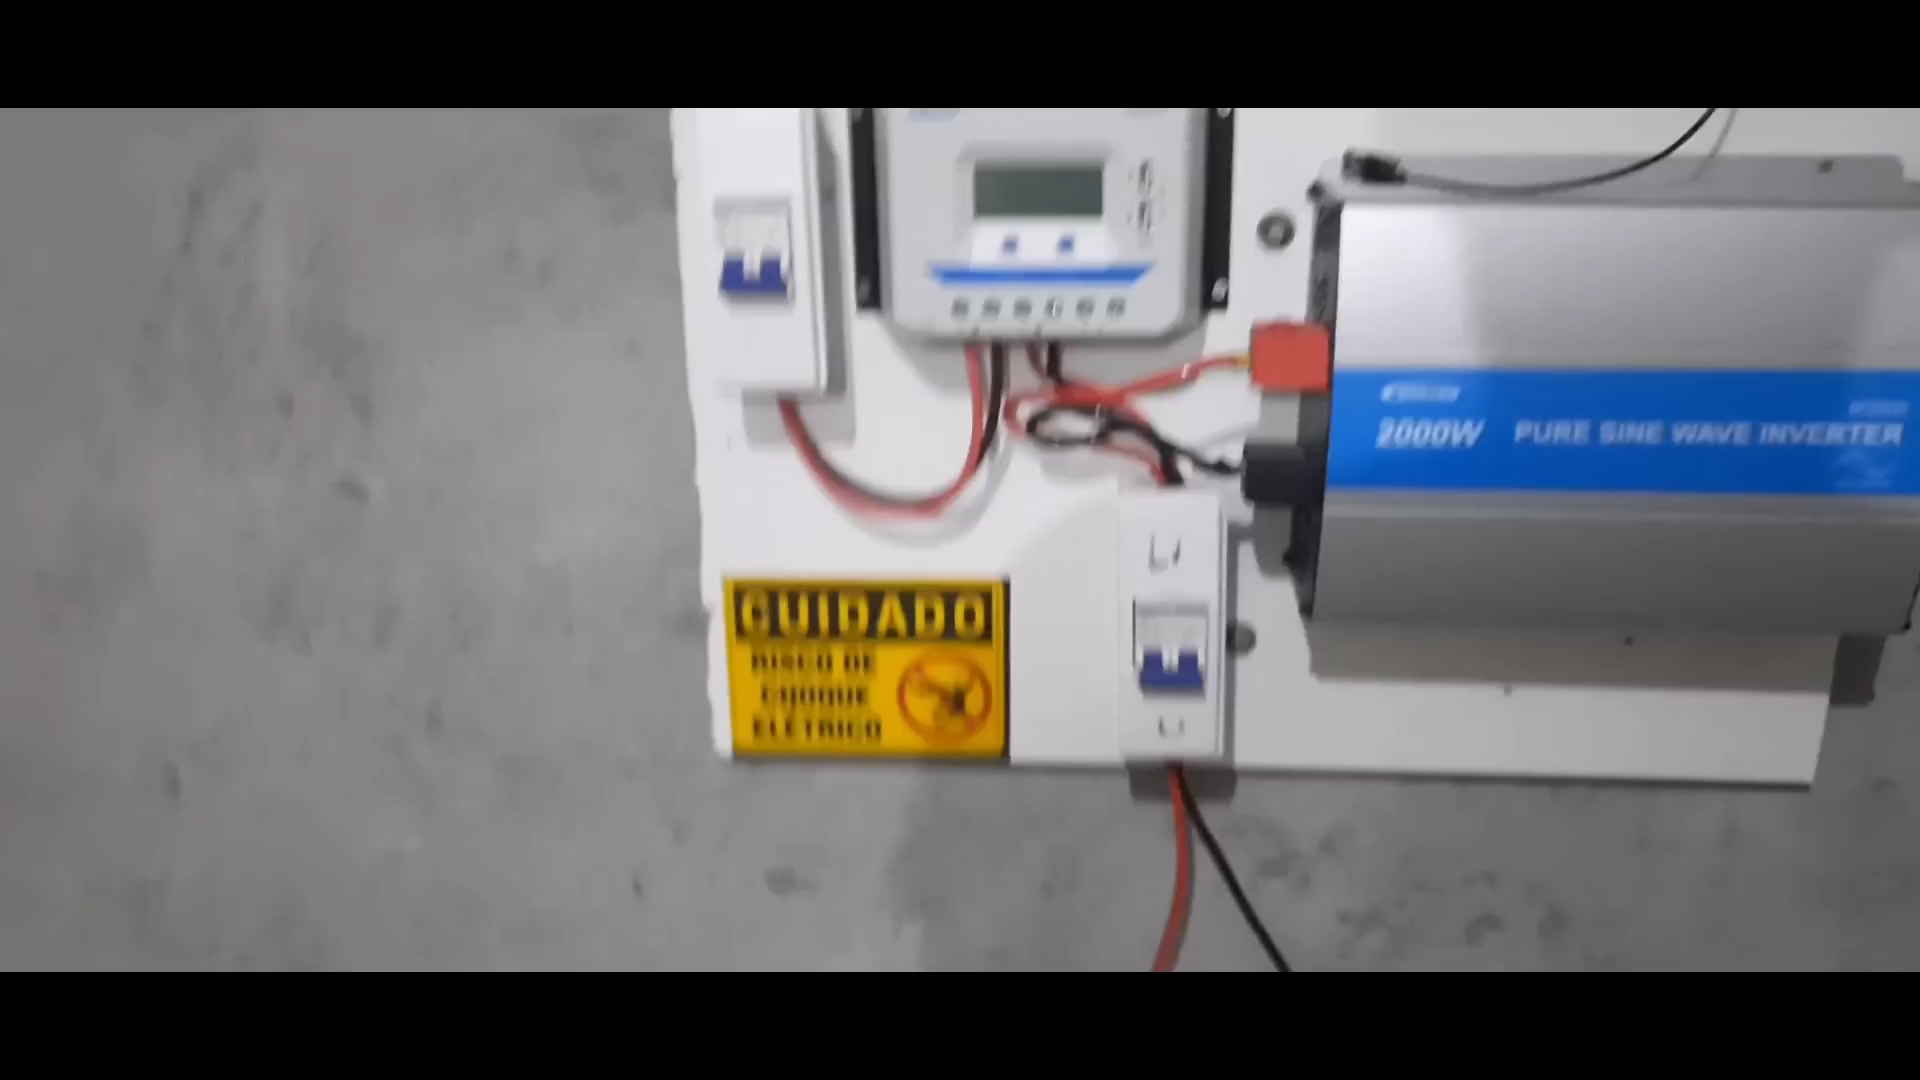 2000W PURE SINE WAVE INVERTER
CUIDADO
RISCO DE
CHOQUE
ELÉTRICO